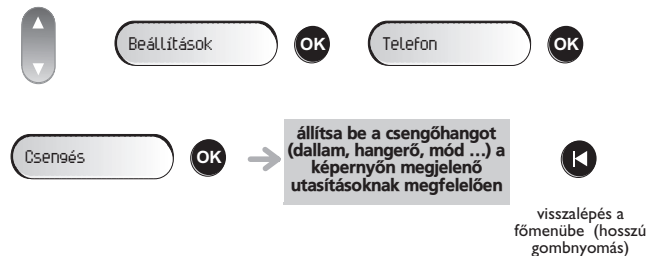 Beállítások
OK
Telefon
OK
Csengés
OK
állítsa be a csengőhangot
(dallam, hangerő, mód ...) a
képernyőn megjelenő
utasításoknak megfelelően
visszalépés a
főmenübe (hosszú
gombnyomás)